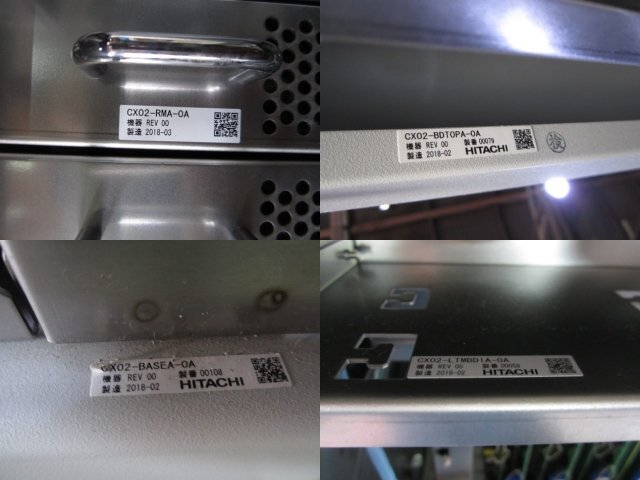 CX02-RMA-0A
機器 REV 00
製造 2018-03
CX02-BDTOPA-0A
機器 REV 00 製番 00079
製造 2018-02 HITACHI
CX02-BASEA-0A
機器 REV 00 製番 00108
製造 2018-02 HITACHI
CX02-LTMBD1A-0A
機器 REV 00 製番 00058
製造 2018-02 HITACHI